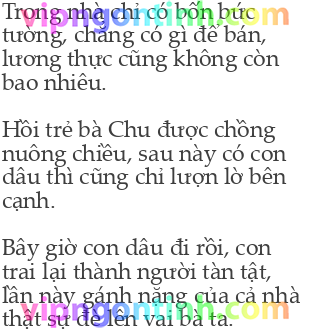 Trong nhà chỉ có bốn bức
vipngontinh.com
tường, chẳng có gì để bán,
lương thực cũng không còn
bao nhiêu.
Hồi trẻ bà Chu được chồng
nuông chiều, sau này có con
dâu thì cũng chỉ lượn lờ bên
cạnh.
Bây giờ con dâu đi rồi, con
trai lại thành người tàn tật,
lần này gánh nặng của cả nhà
vipngontinh.com
thật sự đè lên vai bà ta.